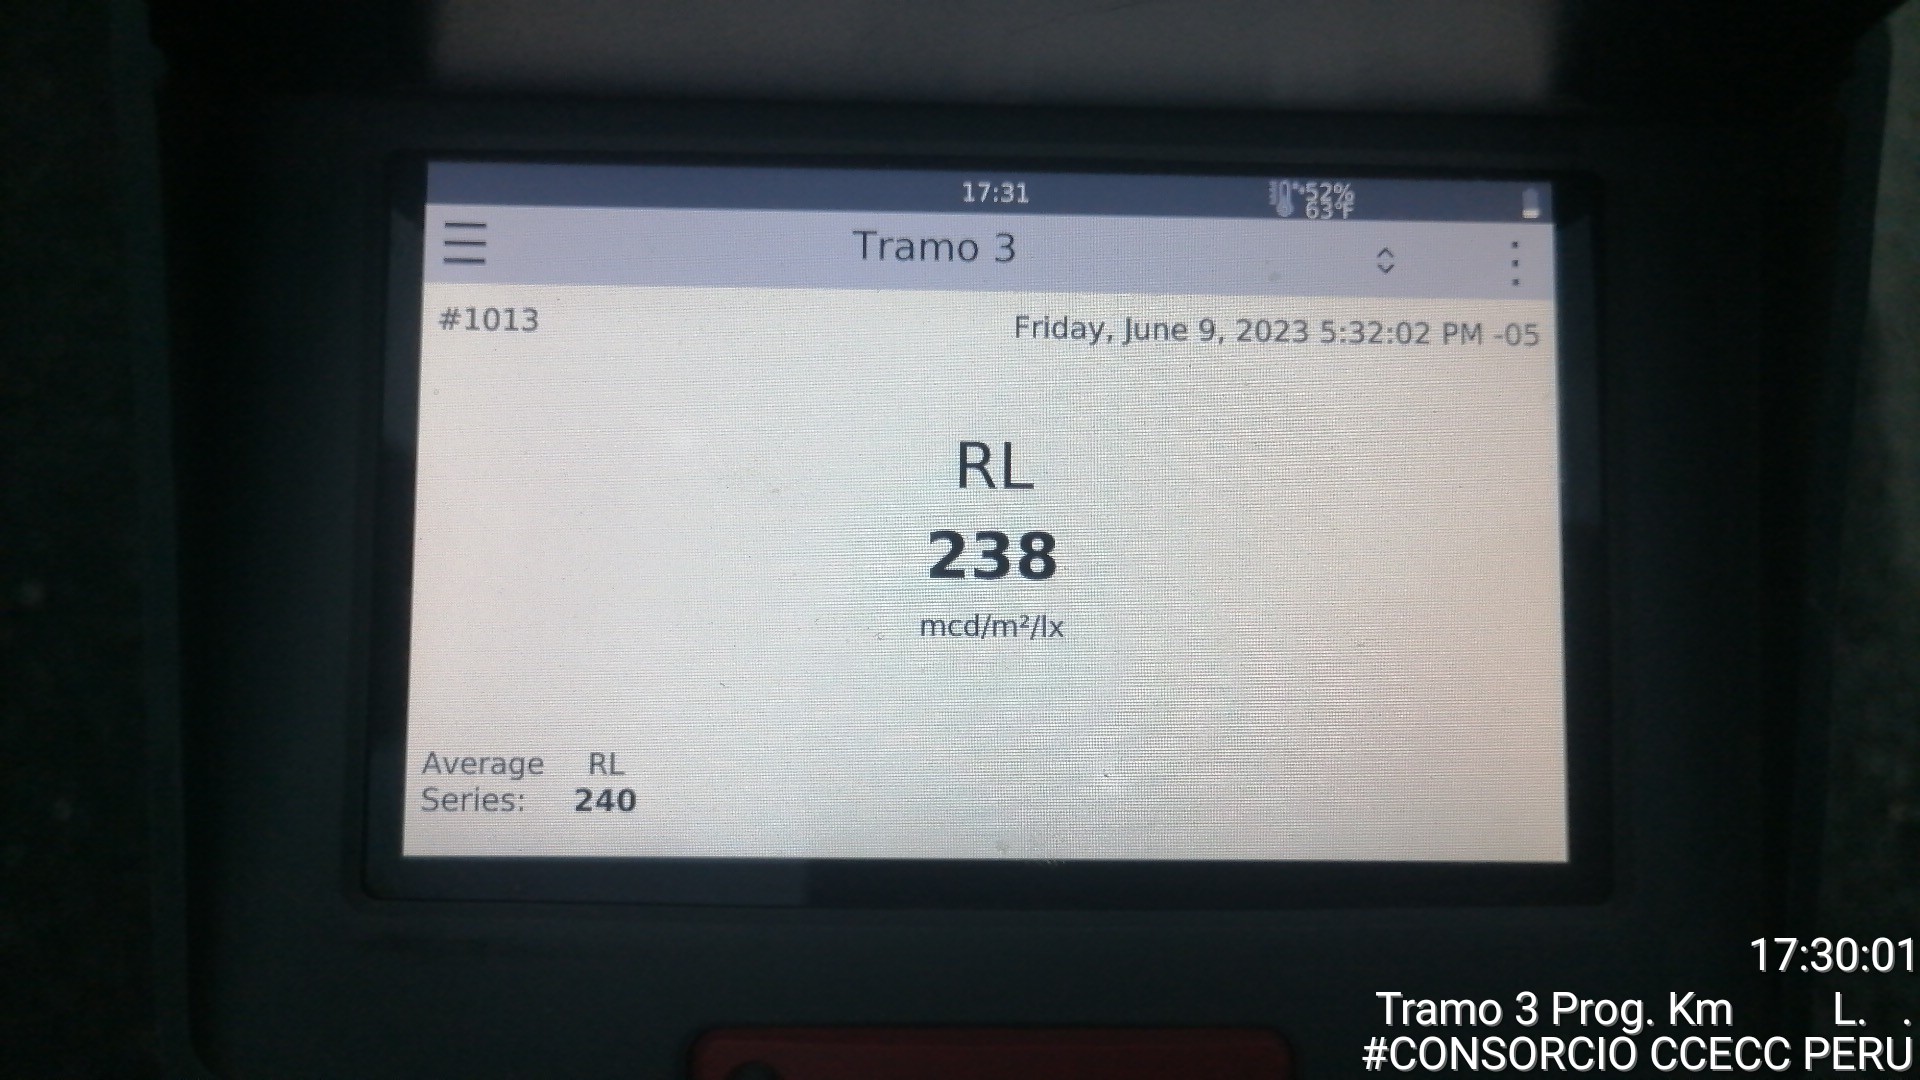 17:31
52%
63°F
Tramo 3
#1013
Friday, June 9, 2023 5:32:02 PM -05
RL
238
mcd/m²/lx
Average RL
Series: 240
17:30:01
Tramo 3 Prog. Km L. .
#CONSORCIO CCECC PERU